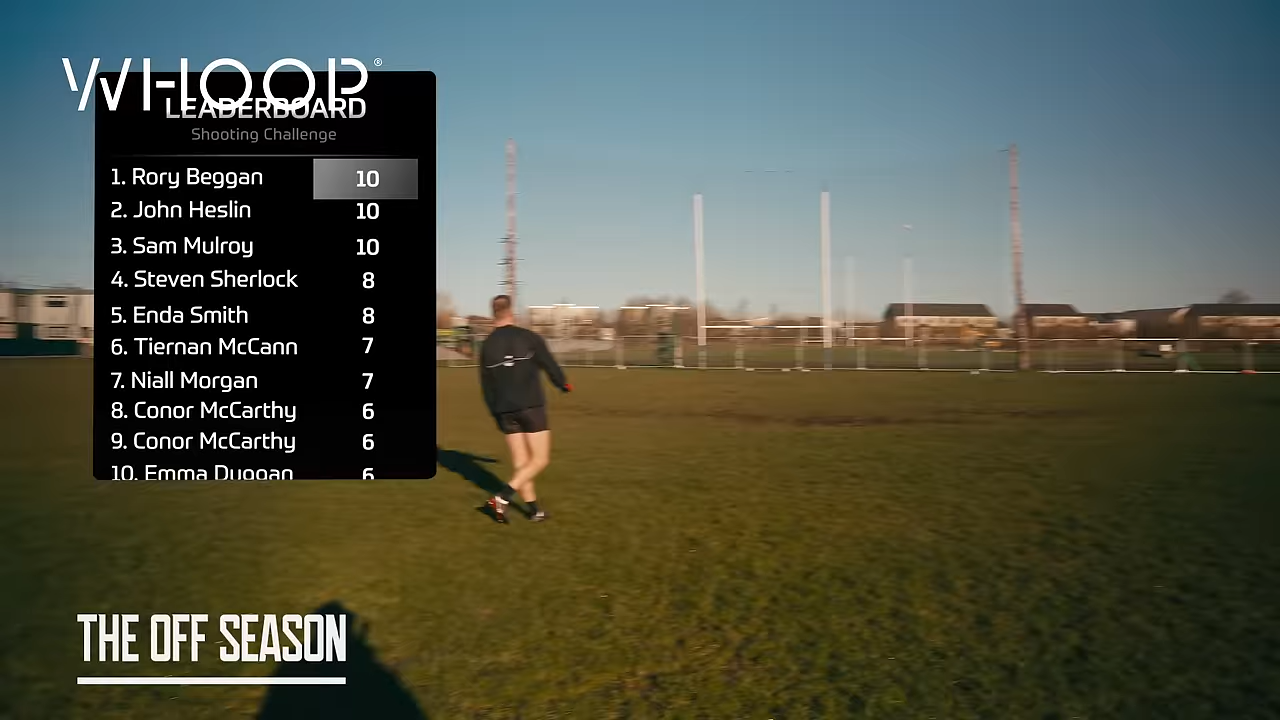 WHOOP®
LEADERBOARD
Shooting Challenge
1. Rory Beggan 10
2. John Heslin 10
3. Sam Mulroy 10
4. Steven Sherlock 8
5. Enda Smith 8
6. Tiernan McCann 7
7. Niall Morgan 7
8. Conor McCarthy 6
9. Conor McCarthy 6
10. Emma Duggan 6
THE OFF SEASON